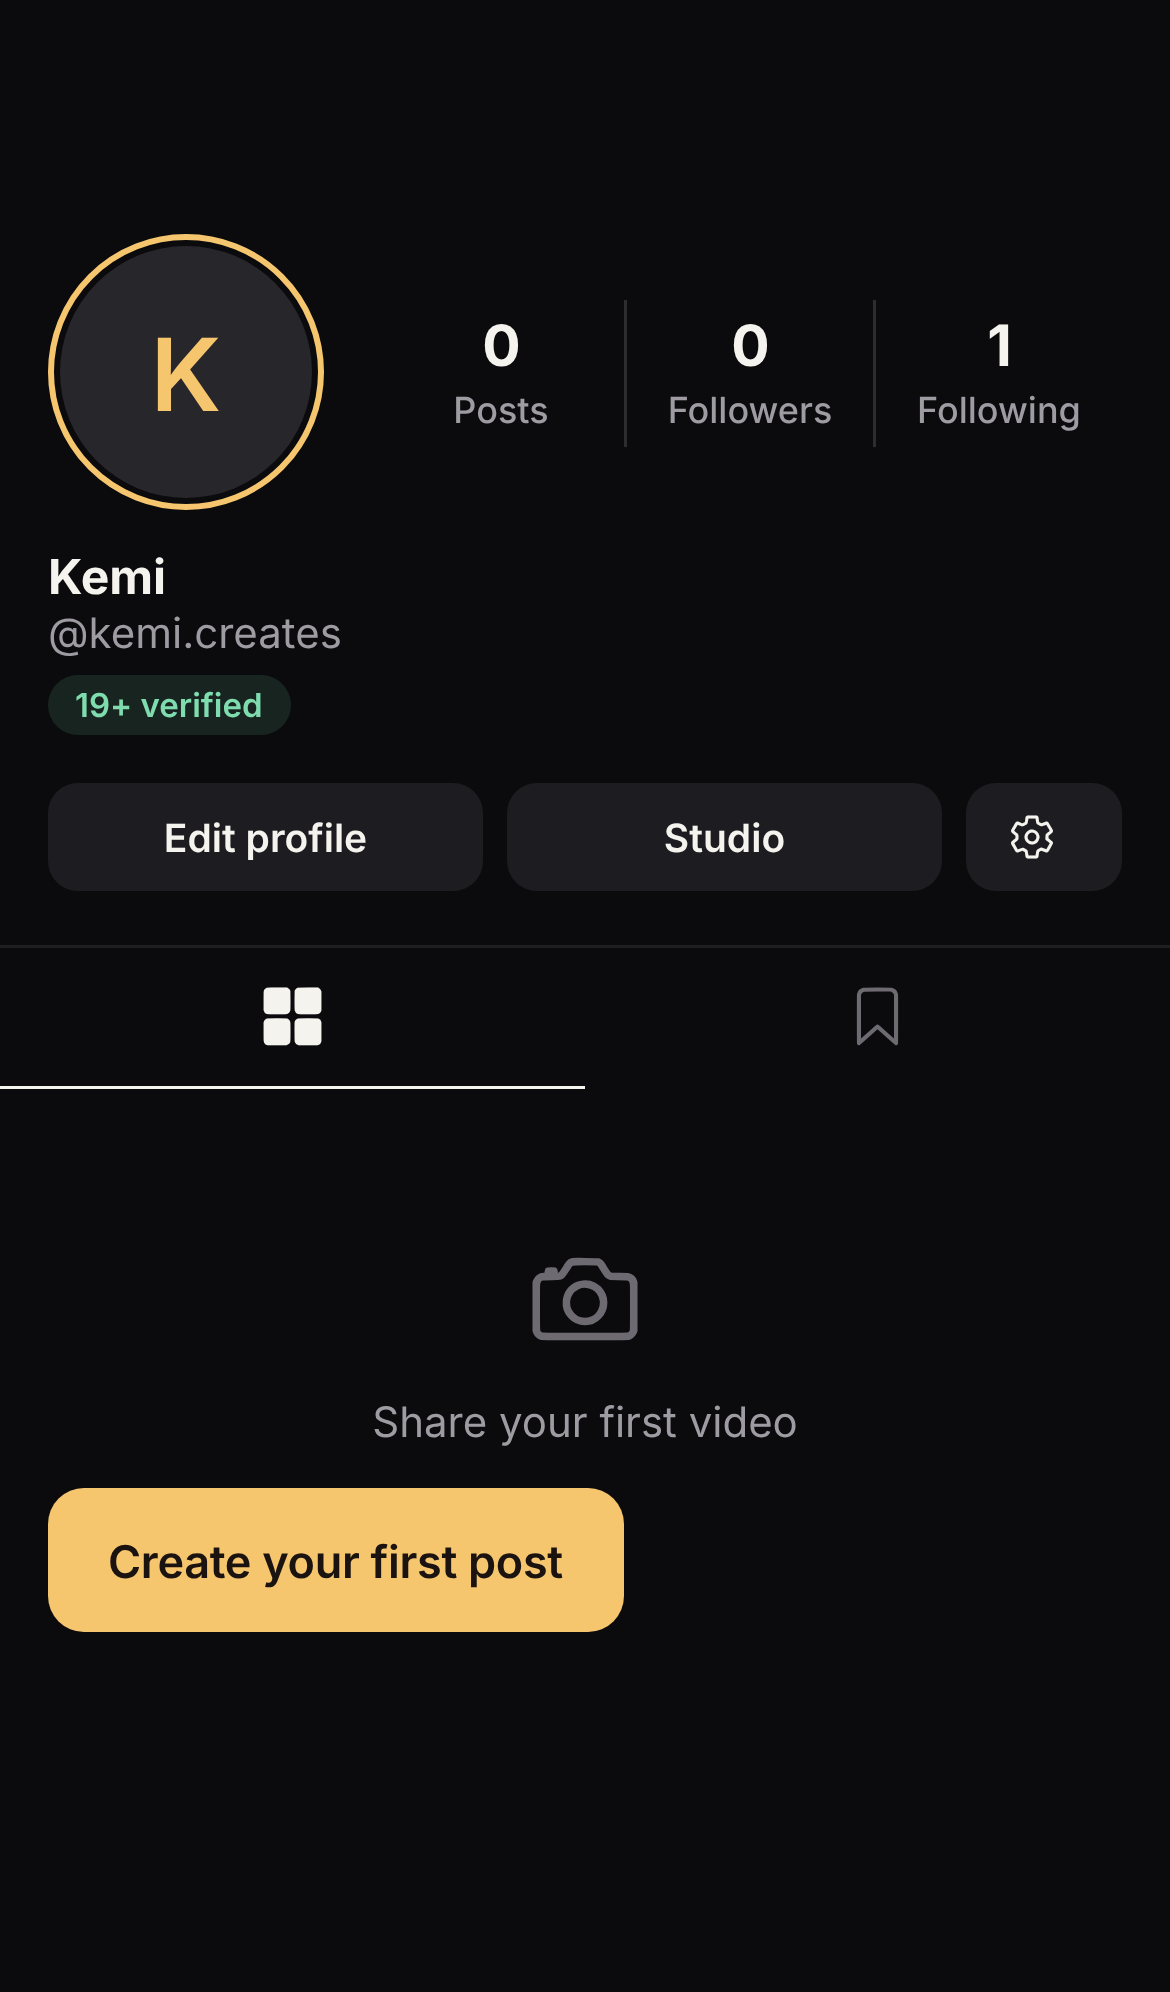 K
0 0 1
Posts Followers Following
Kemi
@kemi.creates
19+ verified
Edit profile Studio
Share your first video
Create your first post